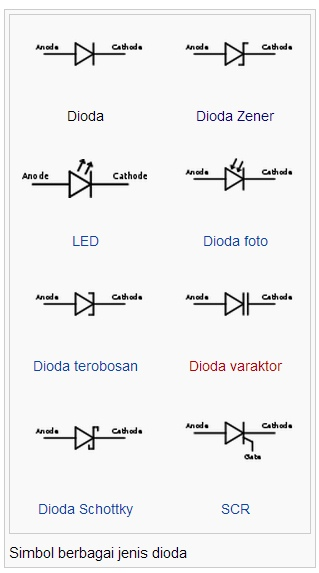 Anode Cathode Anode Cathode
Dioda Dioda Zener
Anode Cathode Anode Cathode
LED Dioda foto
Anode Cathode Anode Cathode
Dioda terobosan Dioda varaktor
Anode Cathode Anode Cathode
Gate
Dioda Schottky SCR
Simbol berbagai jenis dioda